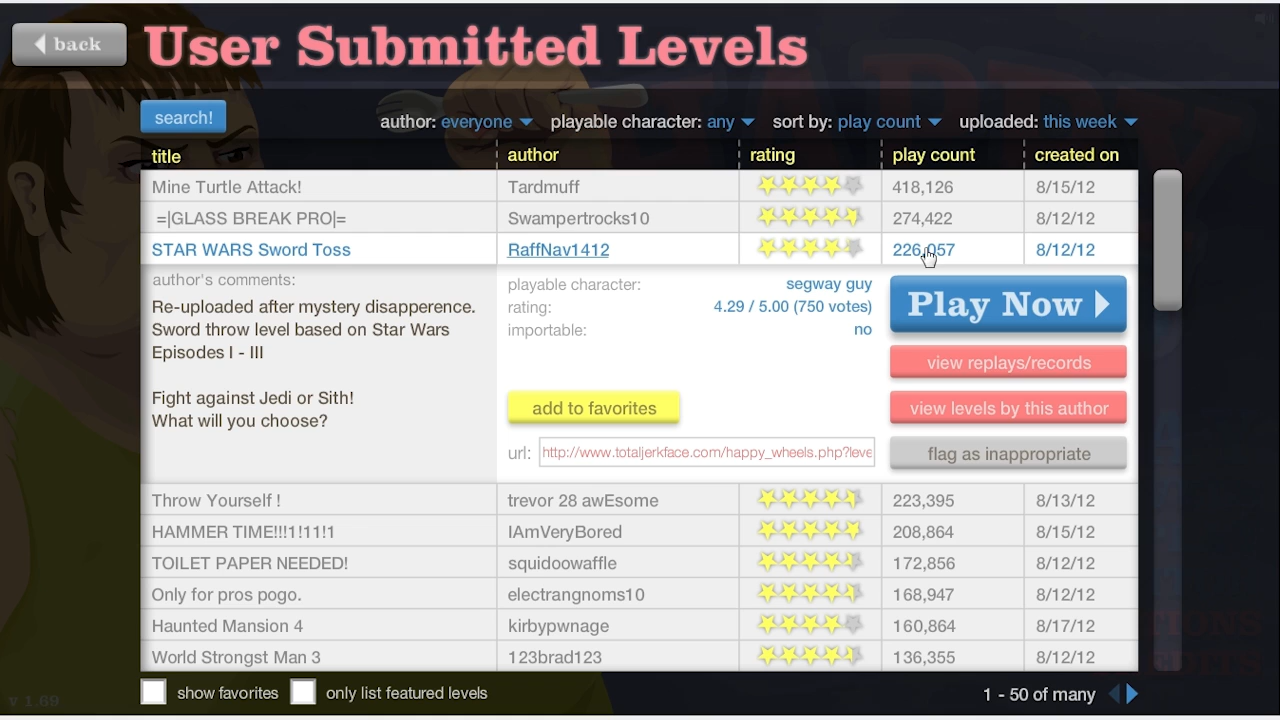 back
User Submitted Levels
search!
author: everyone playable character: any sort by: play count uploaded: this week
title author rating play count created on
Mine Turtle Attack! Tardmuff 418,126 8/15/12
=|GLASS BREAK PRO|= Swampertrocks10 274,422 8/12/12
STAR WARS Sword Toss RaffNav1412 226,057 8/12/12
author's comments:
Re-uploaded after mystery disapperence.
Sword throw level based on Star Wars
Episodes I - III
Fight against Jedi or Sith!
What will you choose?
playable character: segway guy
rating: 4.29 / 5.00 (750 votes)
importable: no
add to favorites
url: http://www.totaljerkface.com/happy_wheels.php?leve
Play Now
view replays/records
view levels by this author
flag as inappropriate
Throw Yourself ! trevor 28 awEsome 223,395 8/13/12
HAMMER TIME!!!1!11!1 IAmVeryBored 208,864 8/15/12
TOILET PAPER NEEDED! squidoowaffle 172,856 8/12/12
Only for pros pogo. electrangnoms10 168,947 8/12/12
Haunted Mansion 4 kirbypwnage 160,864 8/17/12
World Strongst Man 3 123brad123 136,355 8/12/12
show favorites only list featured levels 1 - 50 of many
v 1.69